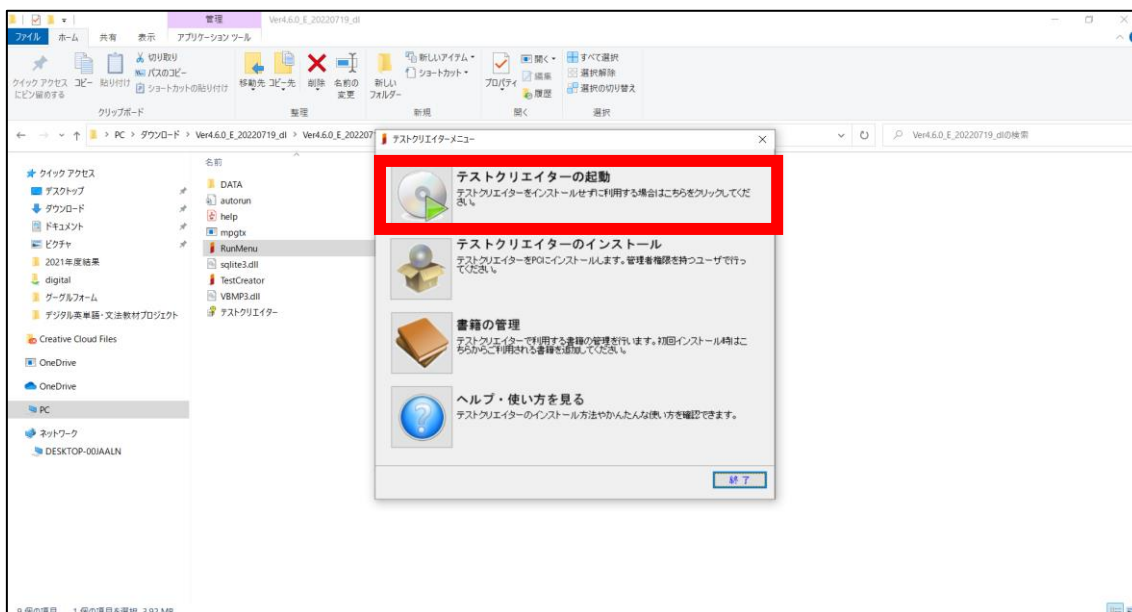 管理
Ver4.6.0_E_20220719_dl
ファイル ホーム 共有 表示 アプリケーション ツール
クイック アクセス
にピン留めする
コピー
貼り付け
切り取り
パスのコピー
ショートカットの貼り付け
クリップボード
移動先 コピー先 削除 名前の
変更
整理
新しい
フォルダー
新しいアイテム
ショートカット
新規
プロパティ
開く
編集
履歴
開く
すべて選択
選択解除
選択の切り替え
選択
PC > ダウンロード > Ver4.6.0_E_20220719_dl > Ver4.6.0_E_20220
Ver4.6.0_E_20220719_dlの検索
クイック アクセス
デスクトップ
ダウンロード
ドキュメント
ピクチャ
2021年度結果
digital
グーグルフォーム
デジタル英単語・文法教材プロジェクト
Creative Cloud Files
OneDrive
OneDrive
PC
ネットワーク
DESKTOP-00JAALN
名前
DATA
autorun
help
mpgtx
RunMenu
sqlite3.dll
TestCreator
VBMP3.dll
テストクリエイター
テストクリエイターメニュー
テストクリエイターの起動
テストクリエイターをインストールせずに利用する場合はこちらをクリックしてくだ
さい。
テストクリエイターのインストール
テストクリエイターをPCにインストールします。管理者権限を持つユーザで行っ
てください。
書籍の管理
テストクリエイターで利用する書籍の管理を行います。初回インストール時はこ
ちらからご利用される書籍を追加してください。
ヘルプ・使い方を見る
テストクリエイターのインストール方法やかんたんな使い方を確認できます。
終了
9 個の項目 1 個の項目を選択 3.92 MB